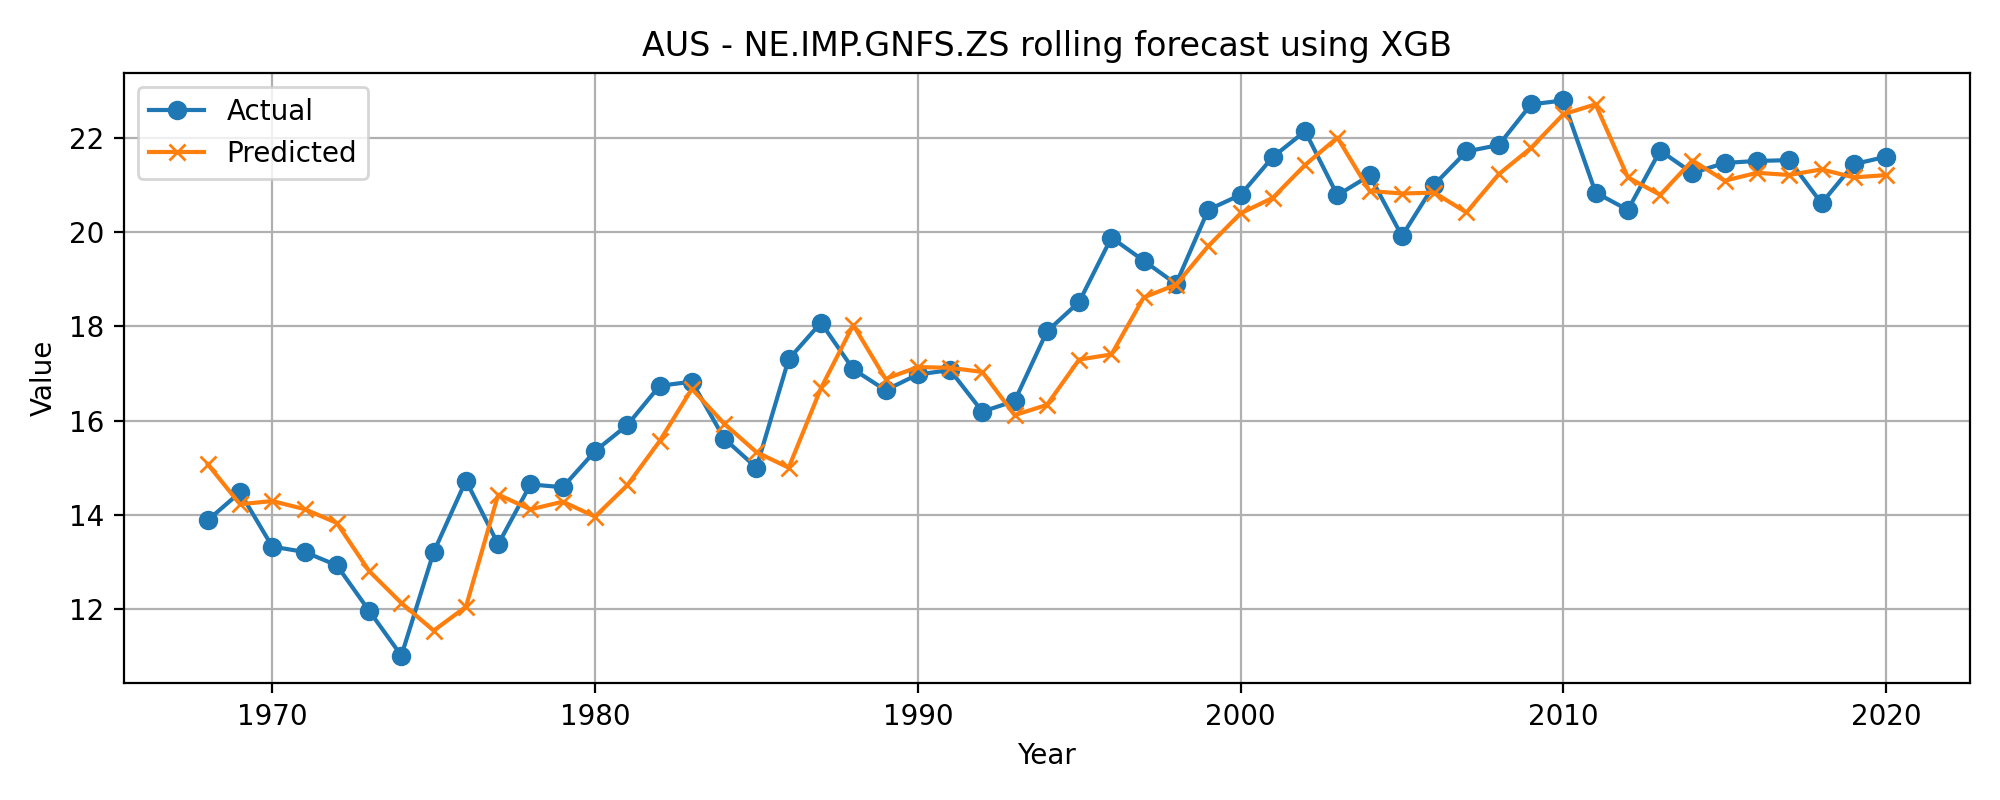 AUS - NE.IMP.GNFS.ZS rolling forecast using XGB
Actual
Predicted
Value
22
20
18
16
14
12
1970 1980 1990 2000 2010 2020
Year